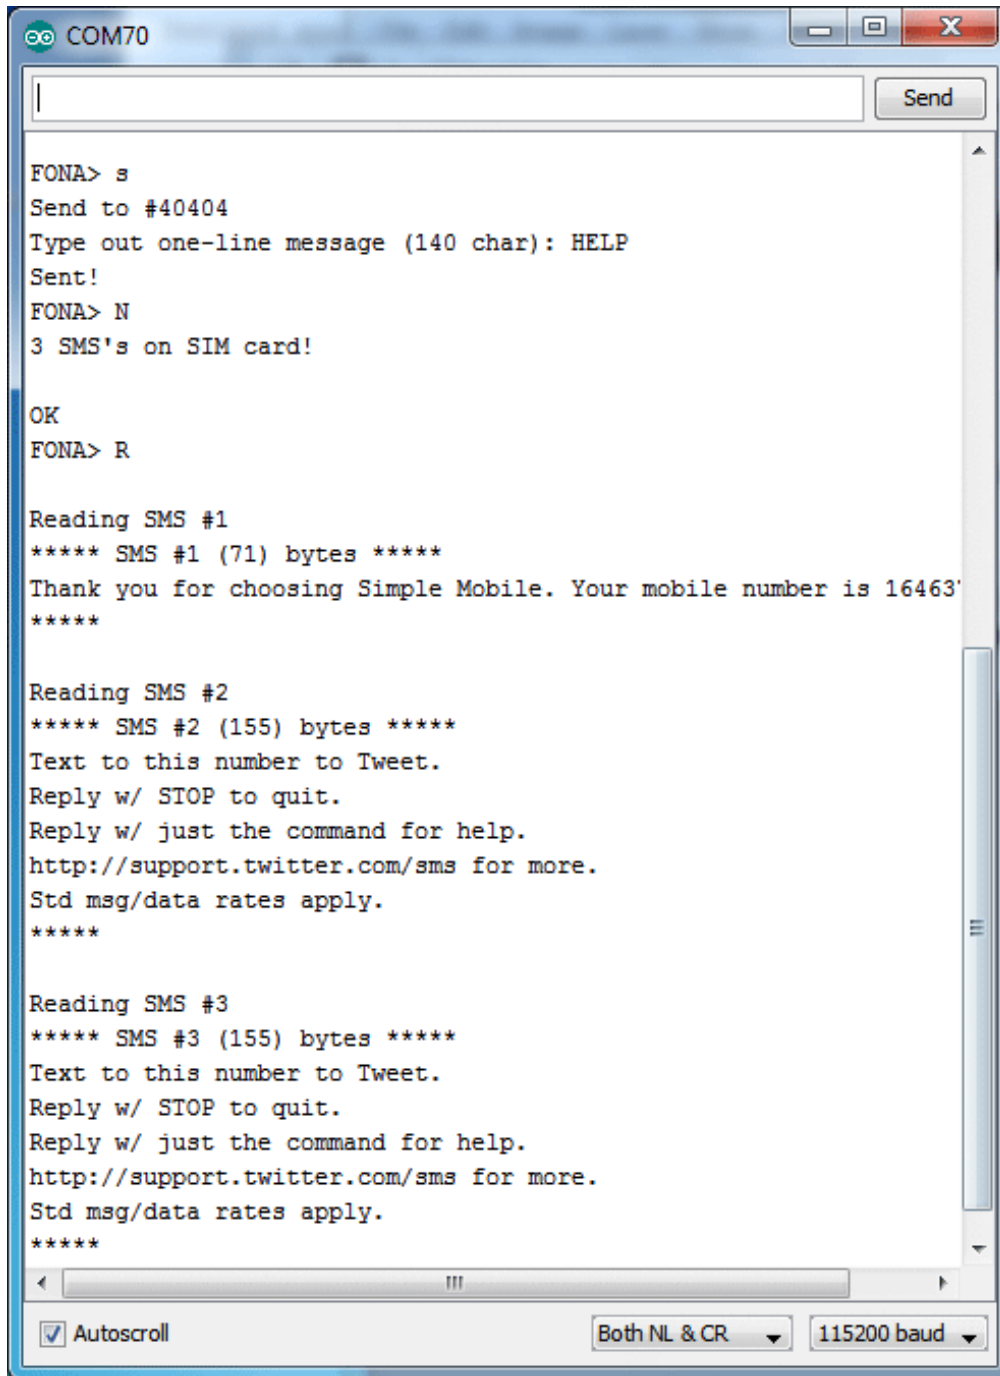 COM70
Send
FONA> s
Send to #40404
Type out one-line message (140 char): HELP
Sent!
FONA> N
3 SMS's on SIM card!
OK
FONA> R
Reading SMS #1
***** SMS #1 (71) bytes *****
Thank you for choosing Simple Mobile. Your mobile number is 16463
*****
Reading SMS #2
***** SMS #2 (155) bytes *****
Text to this number to Tweet.
Reply w/ STOP to quit.
Reply w/ just the command for help.
http://support.twitter.com/sms for more.
Std msg/data rates apply.
*****
Reading SMS #3
***** SMS #3 (155) bytes *****
Text to this number to Tweet.
Reply w/ STOP to quit.
Reply w/ just the command for help.
http://support.twitter.com/sms for more.
Std msg/data rates apply.
*****
Autoscroll
Both NL & CR
115200 baud